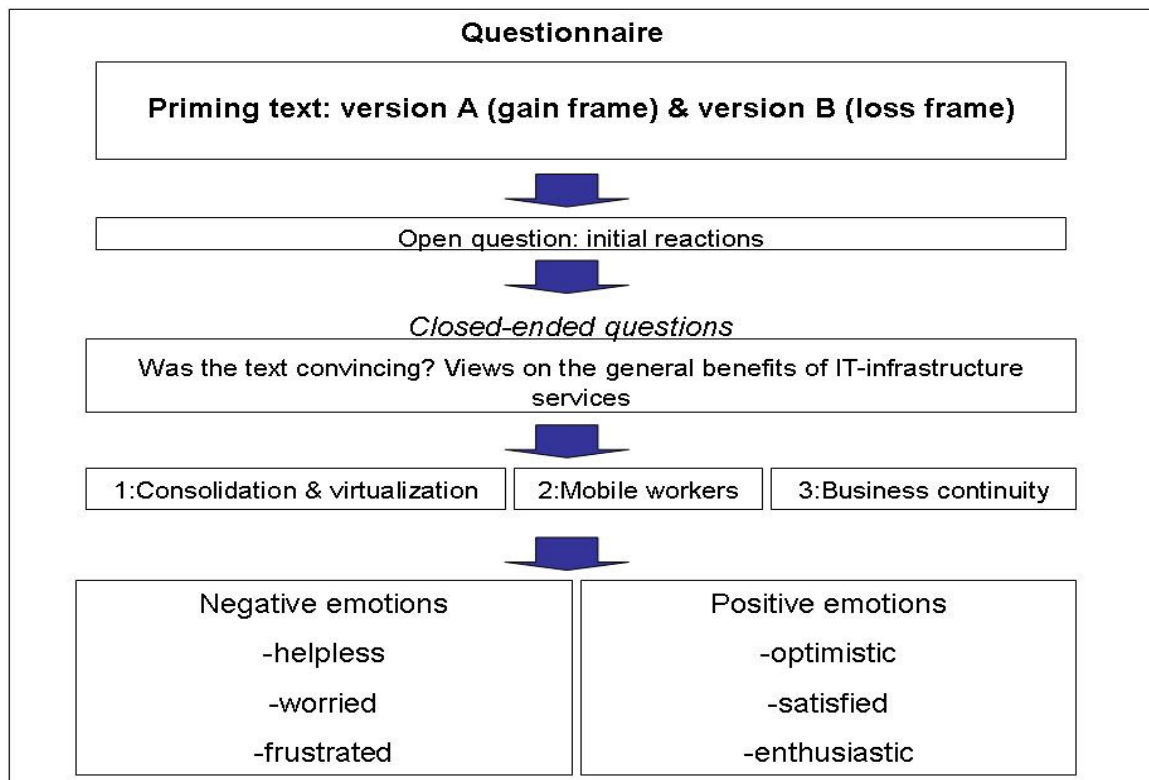 Questionnaire
Priming text: version A (gain frame) & version B (loss frame)
Open question: initial reactions
Closed-ended questions
Was the text convincing? Views on the general benefits of IT-infrastructure
services
1:Consolidation & virtualization
2:Mobile workers
3:Business continuity
Negative emotions
-helpless
-worried
-frustrated
Positive emotions
-optimistic
-satisfied
-enthusiastic